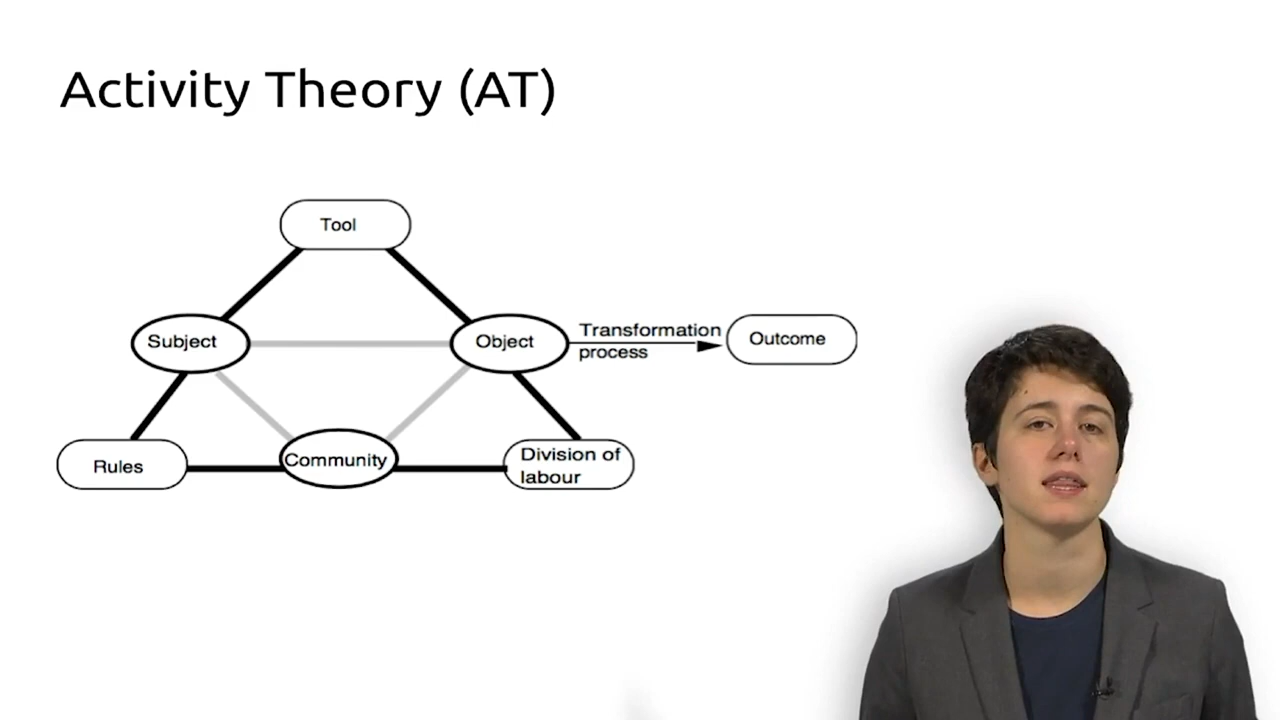 Activity Theory (AT)
Tool
Subject
Object
Transformation
process
Outcome
Rules
Community
Division of
labour